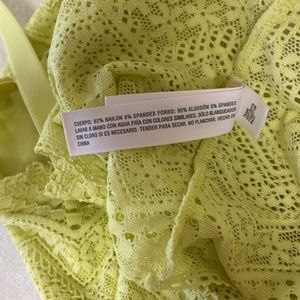 CUERPO: 92% NAILON 8% SPANDEX FORRO: 95% ALGODÓN 5% SPANDEX
LAVAR A MANO CON AGUA FRÍA CON COLORES SIMILARES. SÓLO BLANQUEADOR
SIN CLORO SI ES NECESARIO. TENDER PARA SECAR. NO PLANCHAR. HECHO EN
CHINA